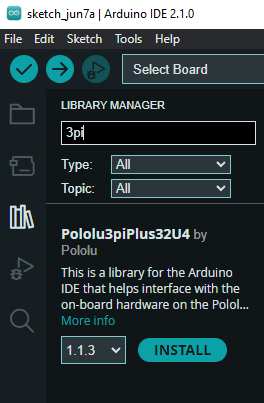 sketch_jun7a | Arduino IDE 2.1.0
File Edit Sketch Tools Help
Select Board
LIBRARY MANAGER
3pi
Type: All
Topic: All
Pololu3piPlus32U4 by
Pololu
This is a library for the Arduino
IDE that helps interface with the
on-board hardware on the Polol...
More info
1.1.3 INSTALL